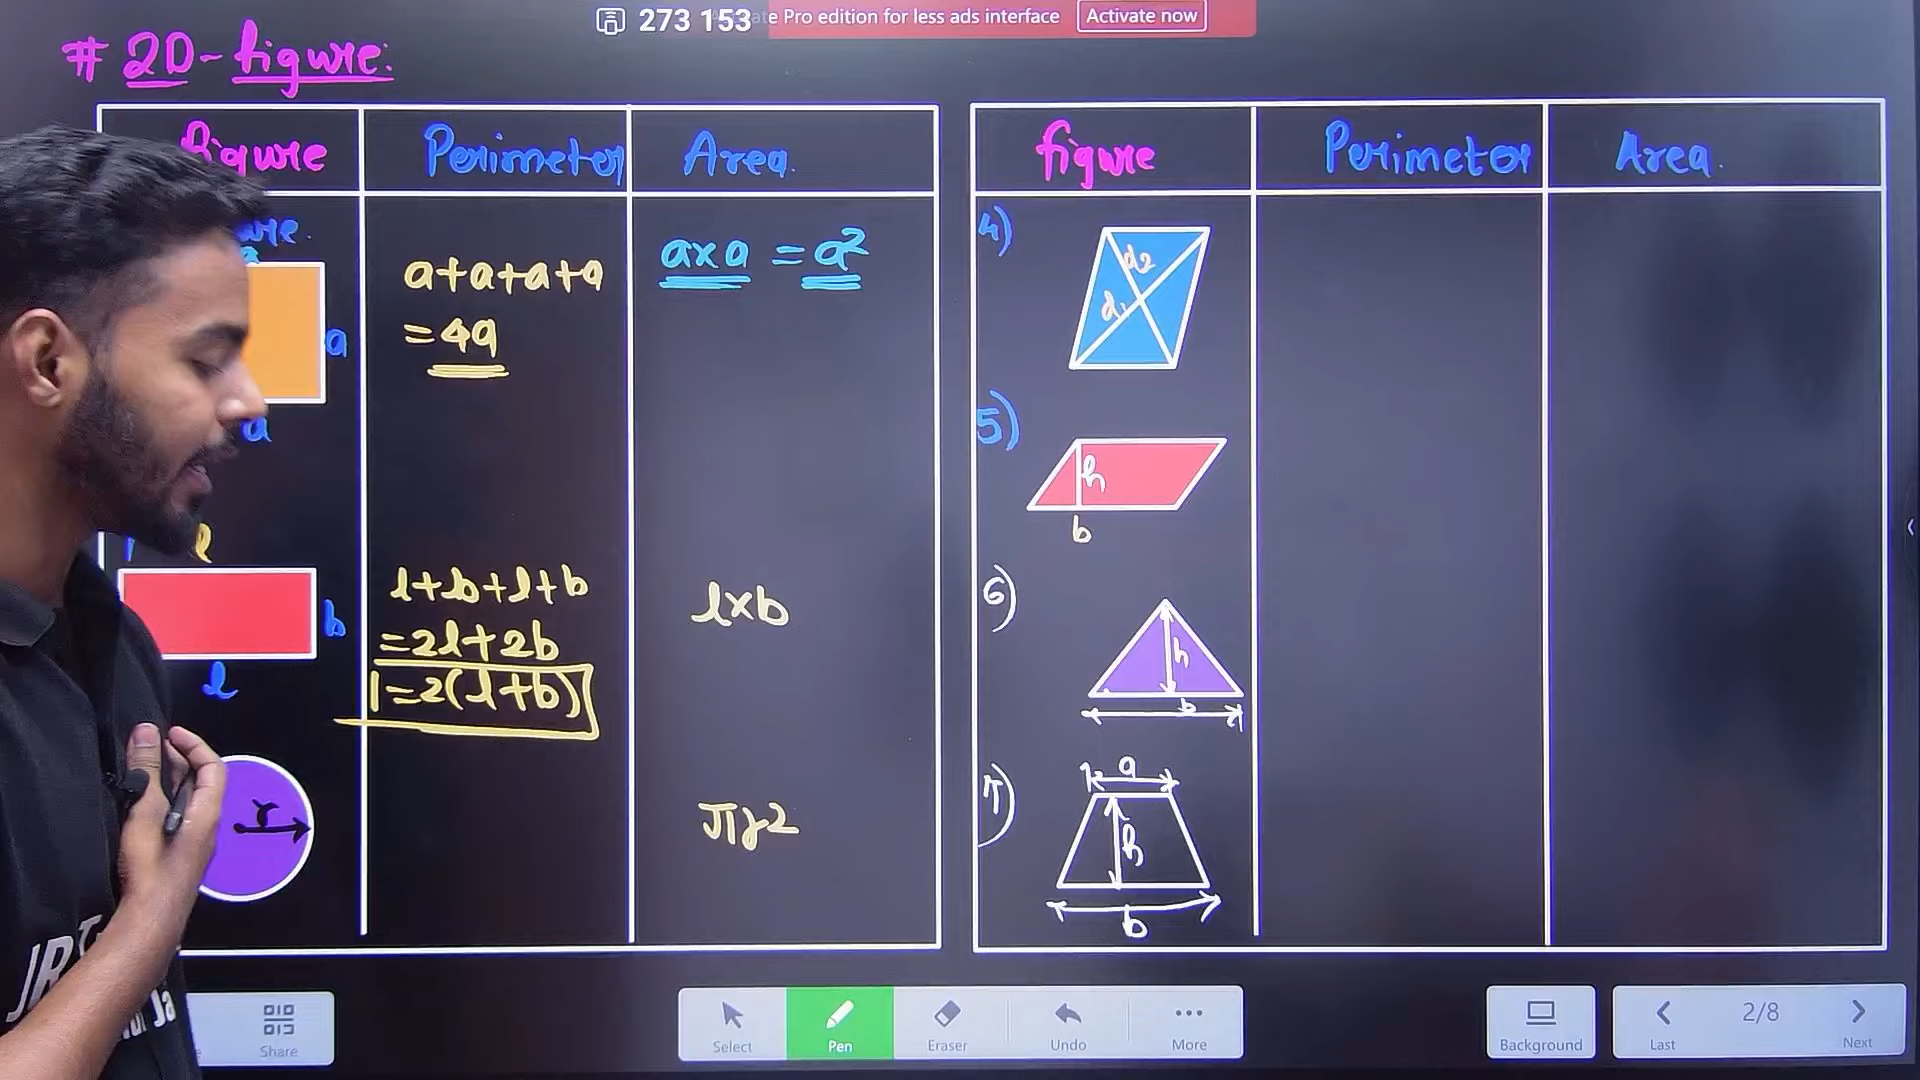 273 153
Pro edition for less ads interface
Activate now
# 2D-figure:
figure Perimeter Area.
a+a+a+a
=4a
a
a
a×a = a²
l
b
l
l+b+l+b
=2l+2b
=2(l+b)
l×b
r
πr2
figure Perimeter Area.
4)
d2
d1
5)
h
b
6)
h
b
7)
a
h
b
JR
Share
Select
Pen
Eraser
Undo
More
Background
Last
2/8
Next